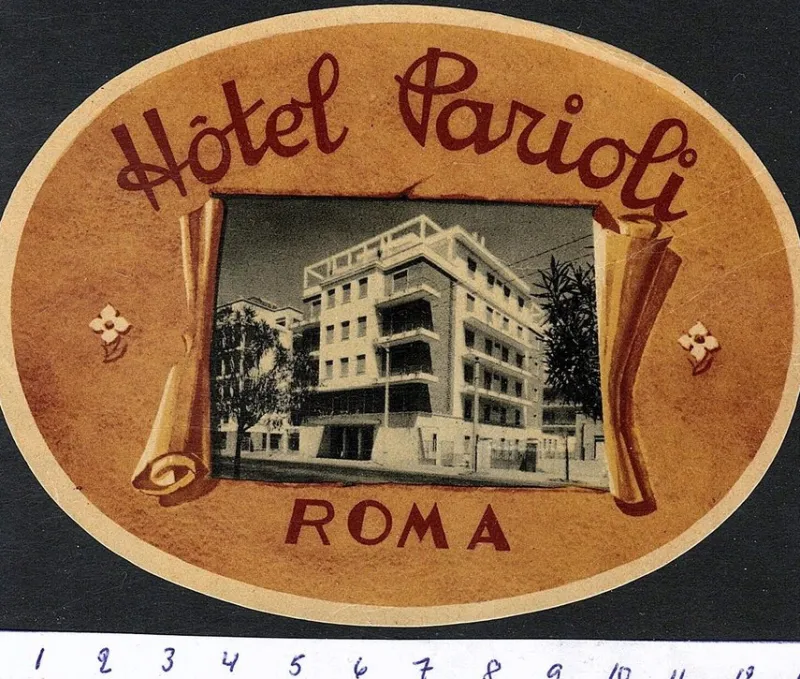 Hôtel Parioli
ROMA
1 2 3 4 5 6 7 8 9 10 11 12